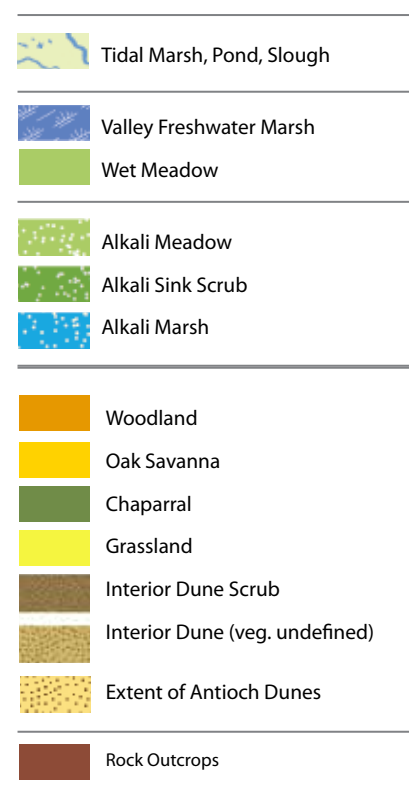 Tidal Marsh, Pond, Slough
Valley Freshwater Marsh
Wet Meadow
Alkali Meadow
Alkali Sink Scrub
Alkali Marsh
Woodland
Oak Savanna
Chaparral
Grassland
Interior Dune Scrub
Interior Dune (veg. undefined)
Extent of Antioch Dunes
Rock Outcrops